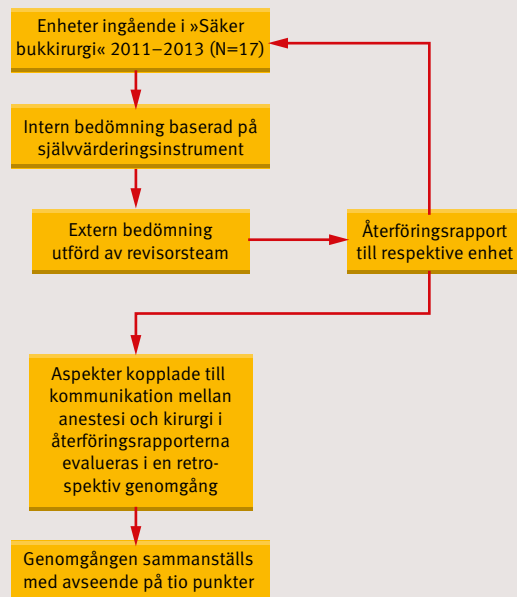 Enheter ingående i »Säker
bukkirurgi« 2011–2013 (N=17)
Intern bedömning baserad på
självvärderingsinstrument
Extern bedömning
utförd av revisorsteam
Återföringsrapport
till respektive enhet
Aspekter kopplade till
kommunikation mellan
anestesi och kirurgi i
återföringsrapporterna
evalueras i en retro-
spektiv genomgång
Genomgången sammanställs
med avseende på tio punkter